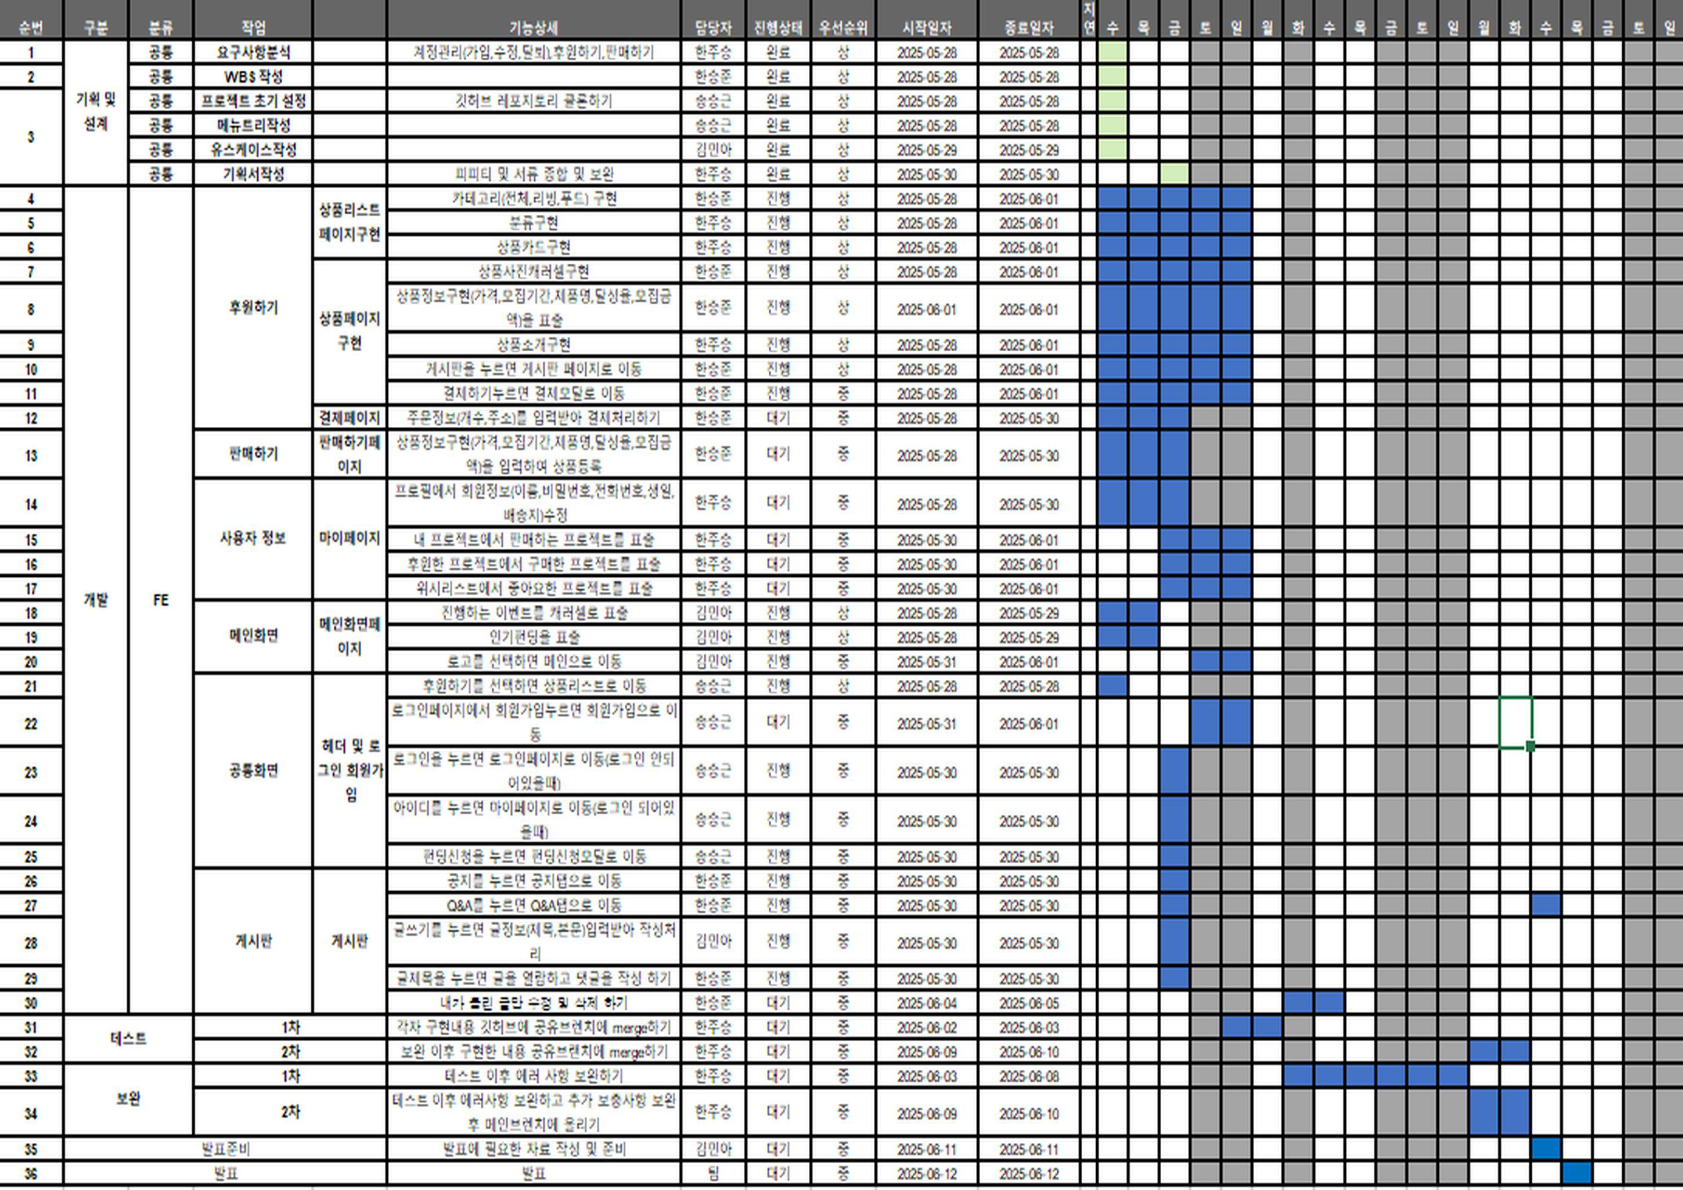 순번 구분 분류 작업 기능상세 담당자 진행상태 우선순위 시작일자 종료일자 지연 수 목 금 토 일 월 화 수 목 금 토 일 월 화 수 목 금 토 일
1 기획 및 설계 공통 요구사항분석 계정관리(가입,수정,탈퇴),후원하기,판매하기 한주승 완료 상 2025-05-28 2025-05-28
2 공통 WBS 작성 한승준 완료 상 2025-05-28 2025-05-28
3 공통 프로젝트 초기 설정 깃허브 레포지토리 클론하기 송승근 완료 상 2025-05-28 2025-05-28
공통 메뉴트리작성 송승근 완료 상 2025-05-28 2025-05-28
공통 유스케이스작성 김민아 완료 상 2025-05-29 2025-05-29
공통 기획서작성 피피티 및 서류 종합 및 보완 한주승 완료 상 2025-05-30 2025-05-30
4 개발 FE 후원하기 상품리스트 페이지구현 카테고리(전체,리빙,푸드) 구현 한승준 진행 상 2025-05-28 2025-06-01
5 분류구현 한주승 진행 상 2025-05-28 2025-06-01
6 상품카드구현 한주승 진행 상 2025-05-28 2025-06-01
7 상품페이지 구현 상품사진캐러셀구현 한승준 진행 상 2025-05-28 2025-06-01
8 상품정보구현(가격,모집기간,제품명,달성율,모집금
액)을 표출 한승준 진행 상 2025-06-01 2025-06-01
9 상품소개구현 한주승 진행 상 2025-05-28 2025-06-01
10 게시판을 누르면 게시판 페이지로 이동 한승준 진행 상 2025-05-28 2025-06-01
11 결제하기누르면 결제모달로 이동 한승준 진행 중 2025-05-28 2025-06-01
12 결제페이지 주문정보(개수,주소)를 입력받아 결제처리하기 한승준 대기 중 2025-05-28 2025-05-30
13 판매하기 판매하기페이지 상품정보구현(가격,모집기간,제품명,달성율,모집금
액)을 입력하여 상품등록 한승준 대기 중 2025-05-28 2025-05-30
14 사용자 정보 마이페이지 프로필에서 회원정보(이름,비밀번호,전화번호,생일,
배송지)수정 한주승 대기 중 2025-05-28 2025-05-30
15 내 프로젝트에서 판매하는 프로젝트를 표출 한주승 대기 중 2025-05-30 2025-06-01
16 후원한 프로젝트에서 구매한 프로젝트를 표출 한주승 대기 중 2025-05-30 2025-06-01
17 위시리스트에서 좋아요한 프로젝트를 표출 한주승 대기 중 2025-05-30 2025-06-01
18 메인화면 메인화면페이지 진행하는 이벤트를 캐러셀로 표출 김민아 진행 상 2025-05-28 2025-05-29
19 인기펀딩을 표출 김민아 진행 상 2025-05-28 2025-05-29
20 로고를 선택하면 메인으로 이동 김민아 진행 중 2025-05-31 2025-06-01
21 공통화면 헤더 및 로그인 회원가입 후원하기를 선택하면 상품리스트로 이동 송승근 진행 상 2025-05-28 2025-05-28
22 로그인페이지에서 회원가입누르면 회원가입으로 이
동 송승근 대기 중 2025-05-31 2025-06-01
23 로그인을 누르면 로그인페이지로 이동(로그인 안되
어있을때) 송승근 진행 중 2025-05-30 2025-05-30
24 아이디를 누르면 마이페이지로 이동(로그인 되어있
을때) 송승근 진행 중 2025-05-30 2025-05-30
25 펀딩신청을 누르면 펀딩신청모달로 이동 송승근 진행 중 2025-05-30 2025-05-30
26 게시판 게시판 공지를 누르면 공지탭으로 이동 한승준 진행 중 2025-05-30 2025-05-30
27 Q&A를 누르면 Q&A탭으로 이동 한승준 진행 중 2025-05-30 2025-05-30
28 글쓰기를 누르면 글정보(제목,본문)입력받아 작성처
리 김민아 진행 중 2025-05-30 2025-05-30
29 글제목을 누르면 글을 열람하고 댓글을 작성 하기 한승준 진행 중 2025-05-30 2025-05-30
30 내가 올린 글만 수정 및 삭제 하기 한승준 대기 중 2025-06-04 2025-06-05
31 테스트 1차 각자 구현내용 깃허브에 공유브랜치에 merge하기 한주승 대기 중 2025-06-02 2025-06-03
32 2차 보완 이후 구현한 내용 공유브랜치에 merge하기 한주승 대기 중 2025-06-09 2025-06-10
33 보완 1차 테스트 이후 에러 사항 보완하기 한주승 대기 중 2025-06-03 2025-06-08
34 2차 테스트 이후 에러사항 보완하고 추가 보충사항 보완
후 메인브랜치에 올리기 한주승 대기 중 2025-06-09 2025-06-10
35 발표준비 발표에 필요한 자료 작성 및 준비 김민아 대기 중 2025-06-11 2025-06-11
36 발표 발표 팀 대기 중 2025-06-12 2025-06-12